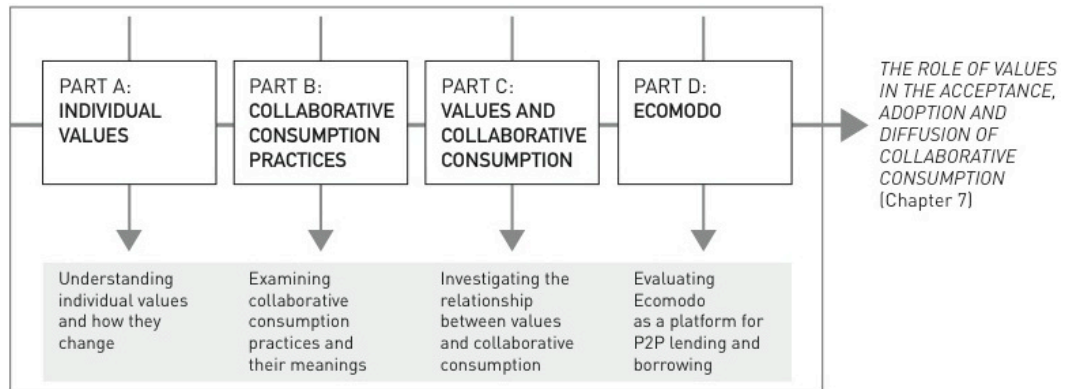 PART A:
INDIVIDUAL
VALUES
PART B:
COLLABORATIVE
CONSUMPTION
PRACTICES
PART C:
VALUES AND
COLLABORATIVE
CONSUMPTION
PART D:
ECOMODO
THE ROLE OF VALUES
IN THE ACCEPTANCE,
ADOPTION AND
DIFFUSION OF
COLLABORATIVE
CONSUMPTION
(Chapter 7)
Understanding
individual values
and how they
change
Examining
collaborative
consumption
practices and
their meanings
Investigating the
relationship
between values
and collaborative
consumption
Evaluating
Ecomodo
as a platform for
P2P lending and
borrowing